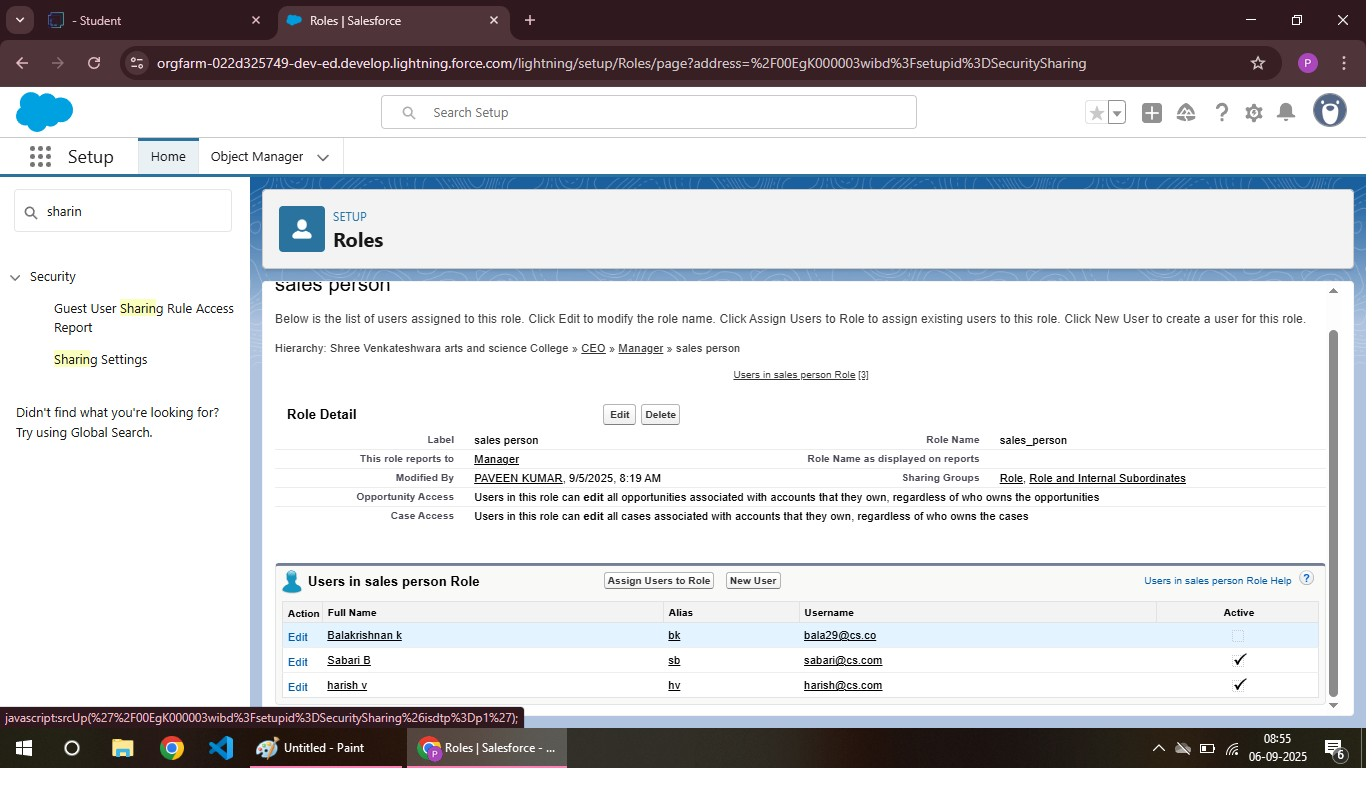 - Student
Roles | Salesforce
orgfarm-022d325749-dev-ed.develop.lightning.force.com/lightning/setup/Roles/page?address=%2F00EgK000003wibd%3Fsetupid%3DSecuritySharing
P
Search Setup
Setup
Home
Object Manager
sharin
Security
Guest User Sharing Rule Access
Report
Sharing Settings
Didn't find what you're looking for?
Try using Global Search.
SETUP
Roles
sales person
Below is the list of users assigned to this role. Click Edit to modify the role name. Click Assign Users to Role to assign existing users to this role. Click New User to create a user for this role.
Hierarchy: Shree Venkateshwara arts and science College » CEO » Manager » sales person
Users in sales person Role [3]
Role Detail Edit Delete
Label sales person Role Name sales_person
This role reports to Manager Role Name as displayed on reports
Modified By PAVEEN KUMAR, 9/5/2025, 8:19 AM Sharing Groups Role, Role and Internal Subordinates
Opportunity Access Users in this role can edit all opportunities associated with accounts that they own, regardless of who owns the opportunities
Case Access Users in this role can edit all cases associated with accounts that they own, regardless of who owns the cases
Users in sales person Role Assign Users to Role New User Users in sales person Role Help ?
Action Full Name Alias Username Active
Edit Balakrishnan k bk bala29@cs.co
Edit Sabari B sb sabari@cs.com ✓
Edit harish v hv harish@cs.com ✓
javascript:srcUp(%27%2F00EgK000003wibd%3Fsetupid%3DSecuritySharing%26isdtp%3Dp1%27);
Untitled - Paint
P
Roles | Salesforce - ...
08:55
06-09-2025
6